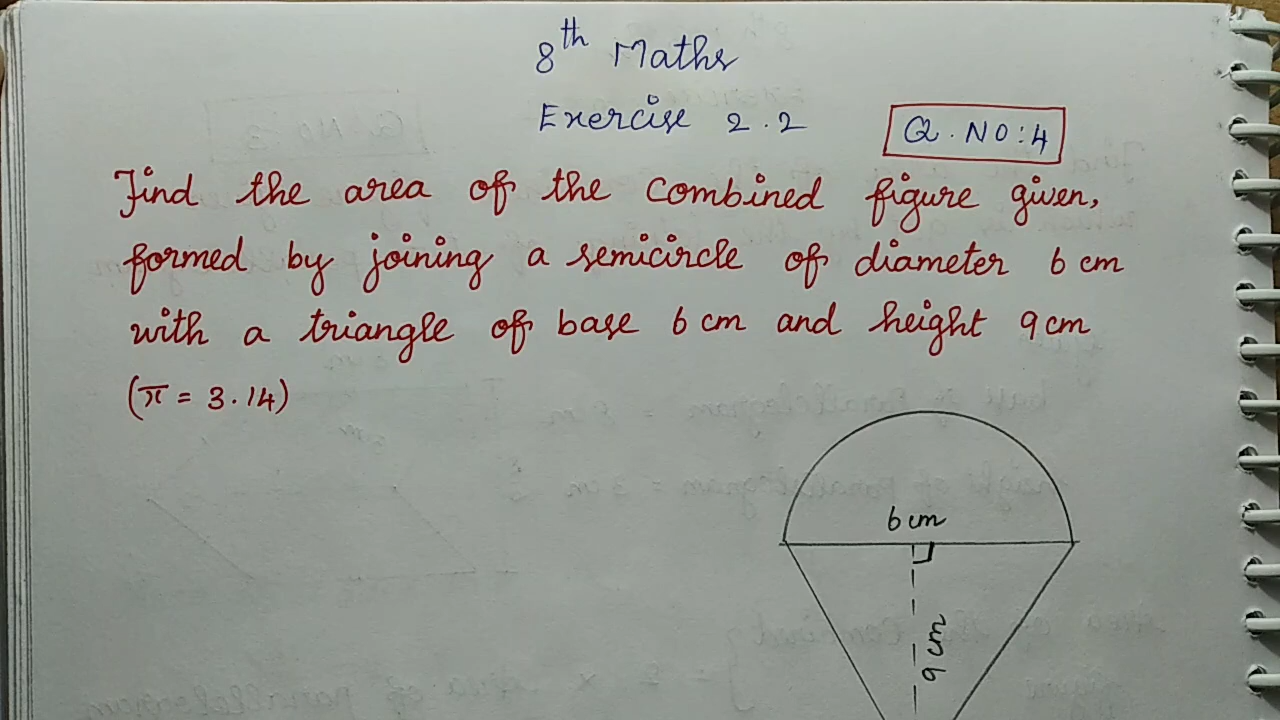 8th Maths
Exercise 2.2
Q.NO:4
Find the area of the combined figure given,
formed by joining a semicircle of diameter 6 cm
with a triangle of base 6 cm and height 9 cm
(π = 3.14)
6 cm
9 cm